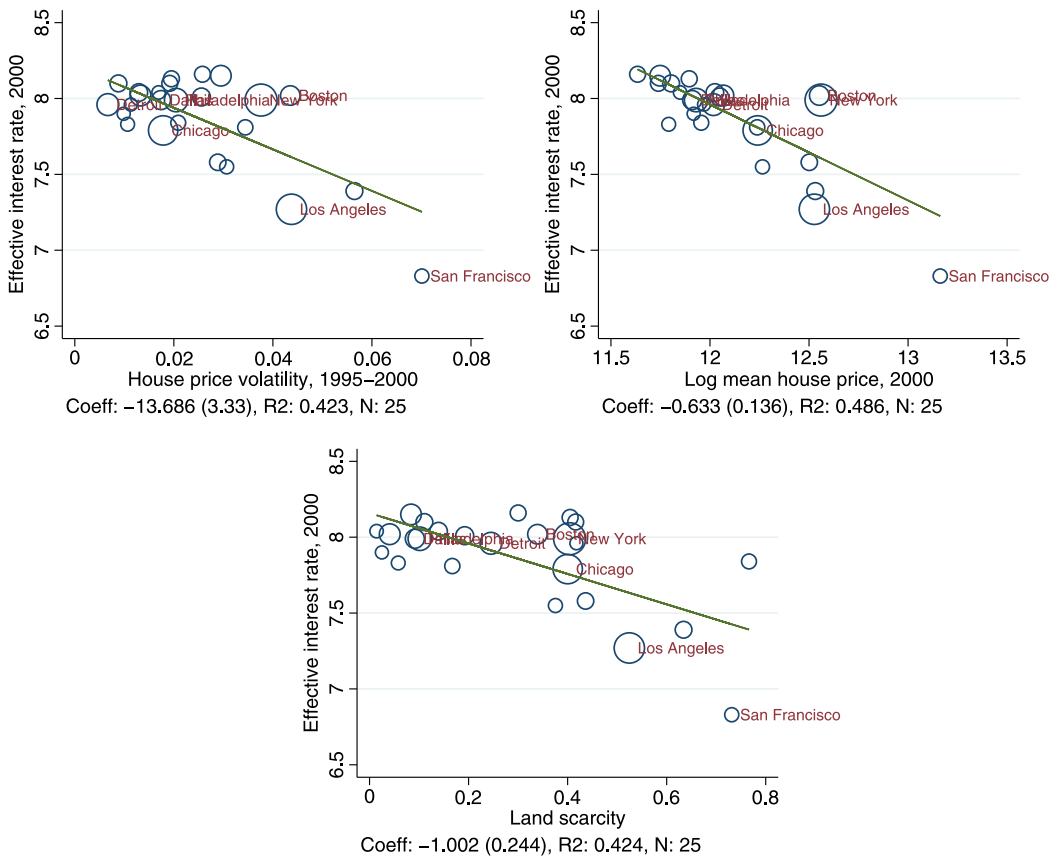 Effective interest rate, 2000
8.5
8
7.5
7
6.5
Detroit
Dallas
Philadelphia
New York
Boston
Chicago
Los Angeles
San Francisco
0
0.02
0.04
0.06
0.08
House price volatility, 1995–2000
Coeff: −13.686 (3.33), R2: 0.423, N: 25
Effective interest rate, 2000
8.5
8
7.5
7
6.5
Philadelphia
Detroit
Boston
New York
Chicago
Los Angeles
San Francisco
11.5
12
12.5
13
13.5
Log mean house price, 2000
Coeff: −0.633 (0.136), R2: 0.486, N: 25
Effective interest rate, 2000
8.5
8
7.5
7
6.5
Philadelphia
Detroit
Boston
New York
Chicago
Los Angeles
San Francisco
0
0.2
0.4
0.6
0.8
Land scarcity
Coeff: −1.002 (0.244), R2: 0.424, N: 25